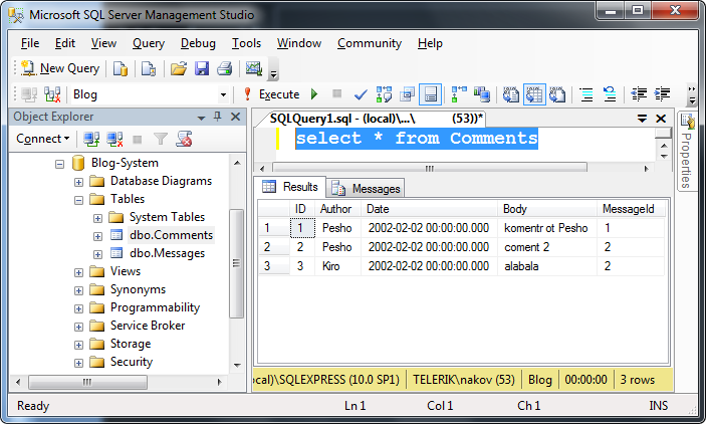 Microsoft SQL Server Management Studio
File Edit View Query Debug Tools Window Community Help
New Query
Blog Execute
Object Explorer
Connect
Blog-System
Database Diagrams
Tables
System Tables
dbo.Comments
dbo.Messages
Views
Synonyms
Programmability
Service Broker
Storage
Security
SQLQuery1.sql - (local)\...\ (53))*
select * from Comments
Results Messages
ID Author Date Body MessageId
1 1 Pesho 2002-02-02 00:00:00.000 komentr ot Pesho 1
2 2 Pesho 2002-02-02 00:00:00.000 coment 2 2
3 3 Kiro 2002-02-02 00:00:00.000 alabala 2
ocal)\SQLEXPRESS (10.0 SP1) TELERIK\nakov (53) Blog 00:00:00 3 rows
Properties
Ready Ln 1 Col 1 Ch 1 INS